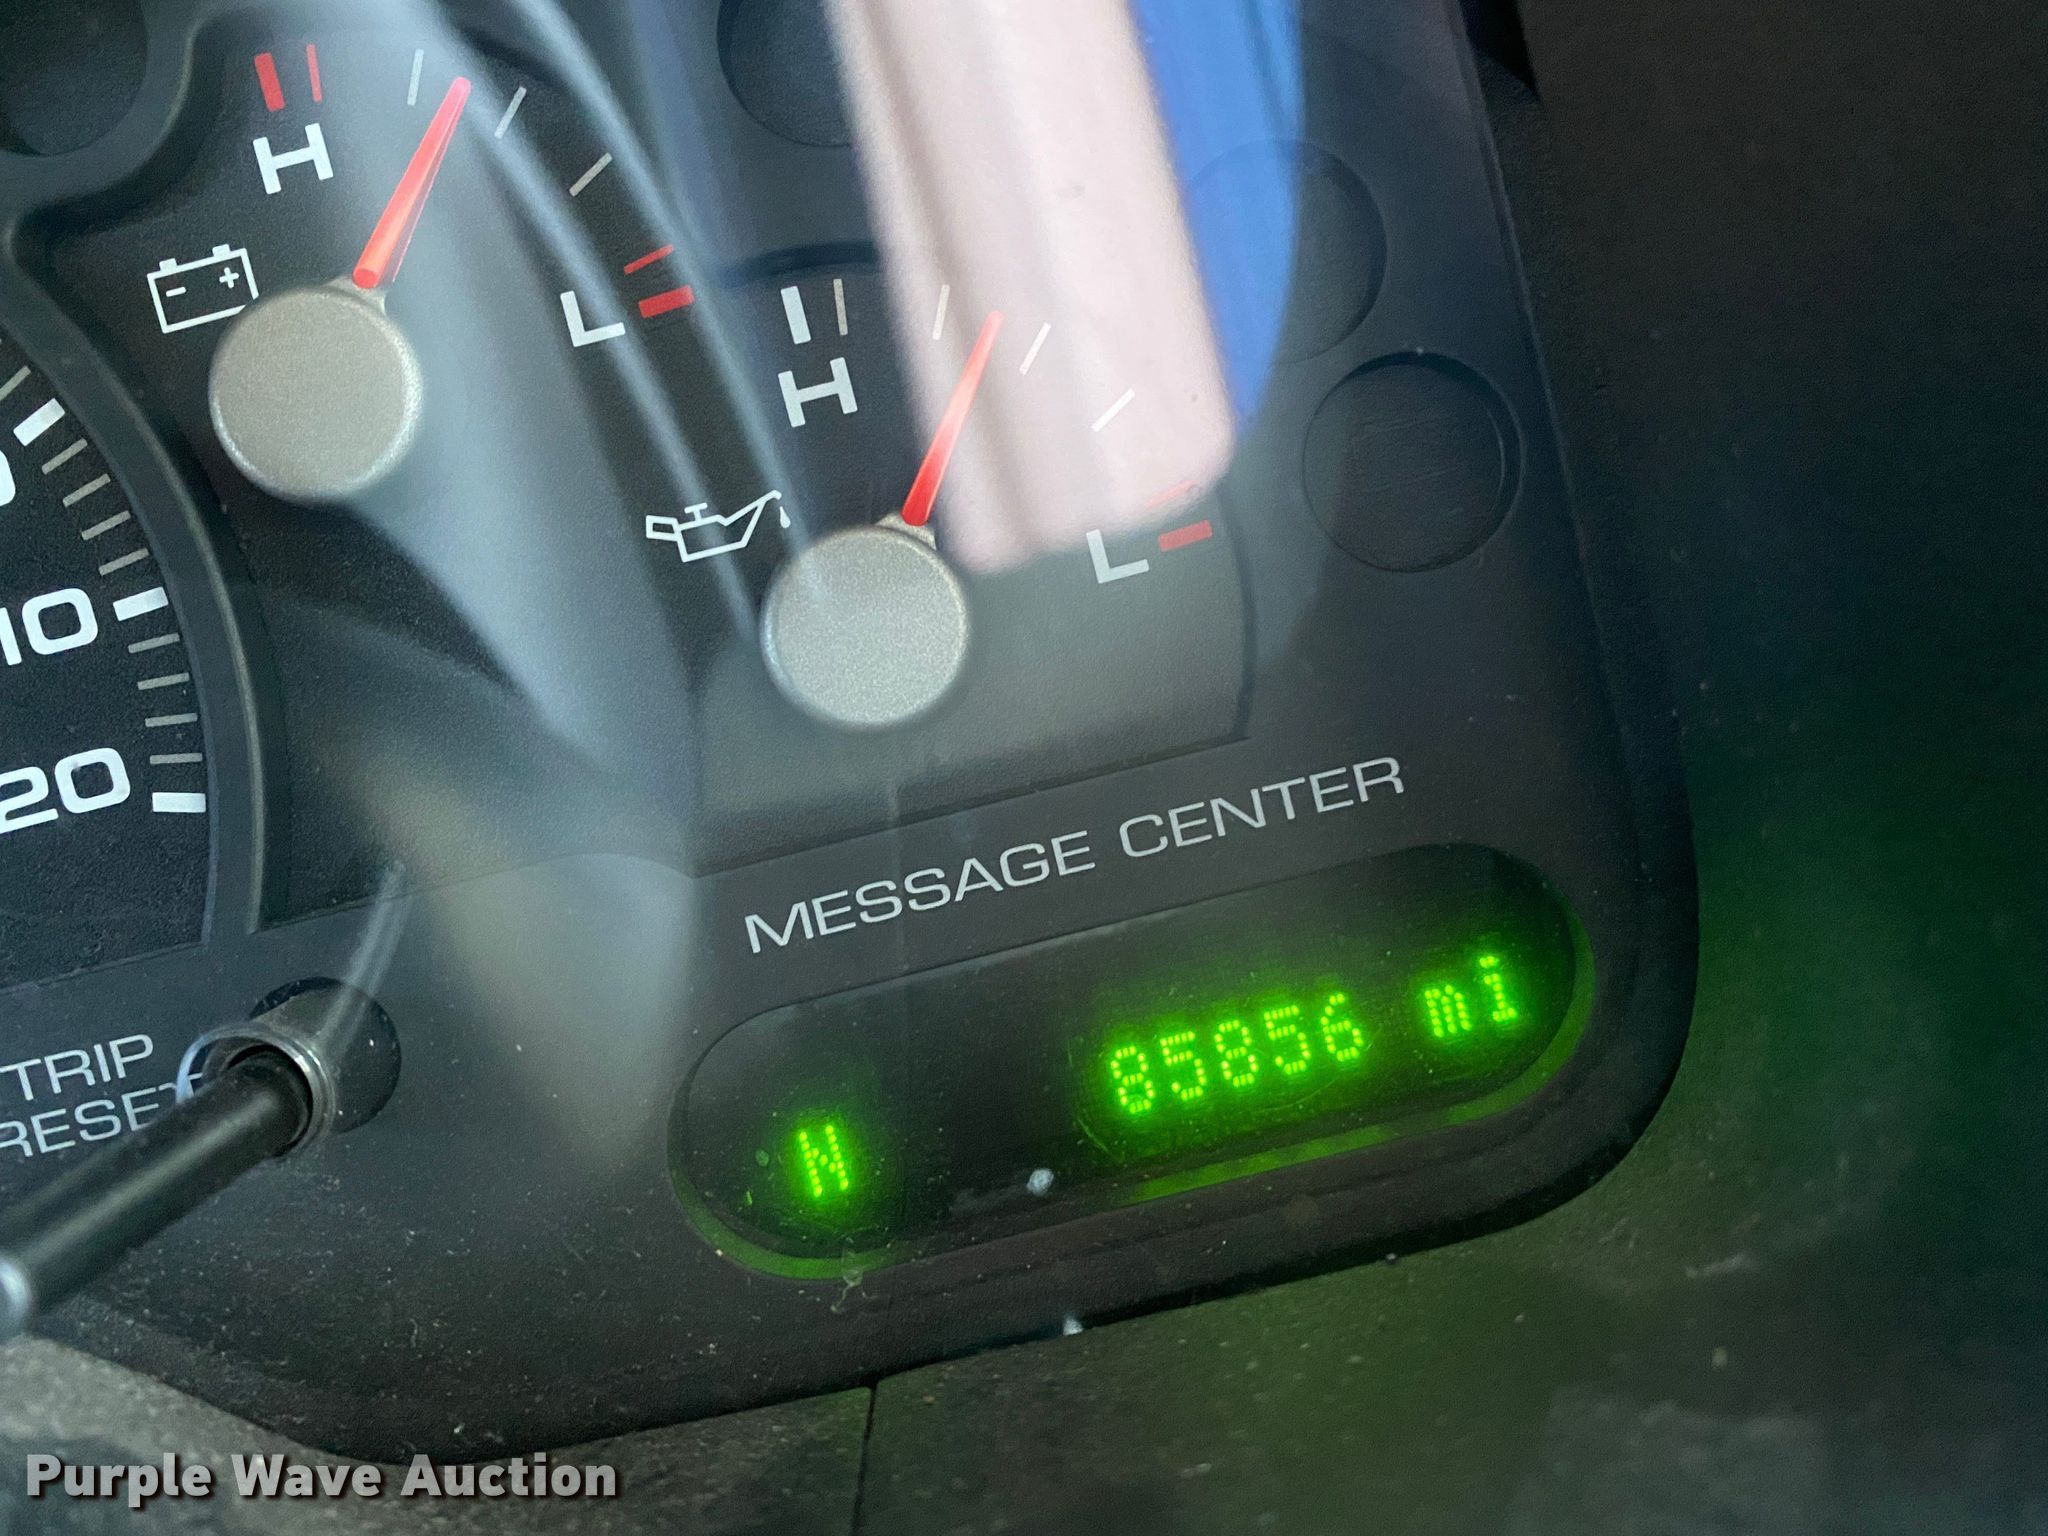 H
L
H
L
10
20
MESSAGE CENTER
85856 mi
N
TRIP
RESET
Purple Wave Auction